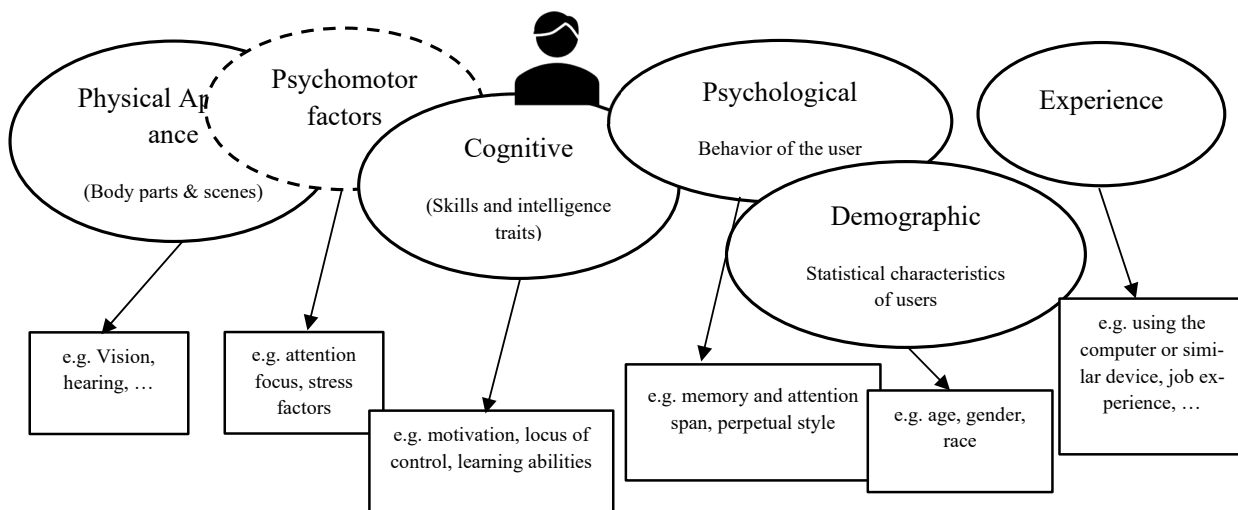 Physical Ap
ance
(Body parts & scenes)
Psychomotor
factors
Cognitive
(Skills and intelligence
traits)
Psychological
Behavior of the user
Demographic
Statistical characteristics
of users
Experience
e.g. Vision,
hearing, …
e.g. attention
focus, stress
factors
e.g. motivation, locus of
control, learning abilities
e.g. memory and attention
span, perpetual style
e.g. age, gender,
race
e.g. using the
computer or simi-
lar device, job ex-
perience, …